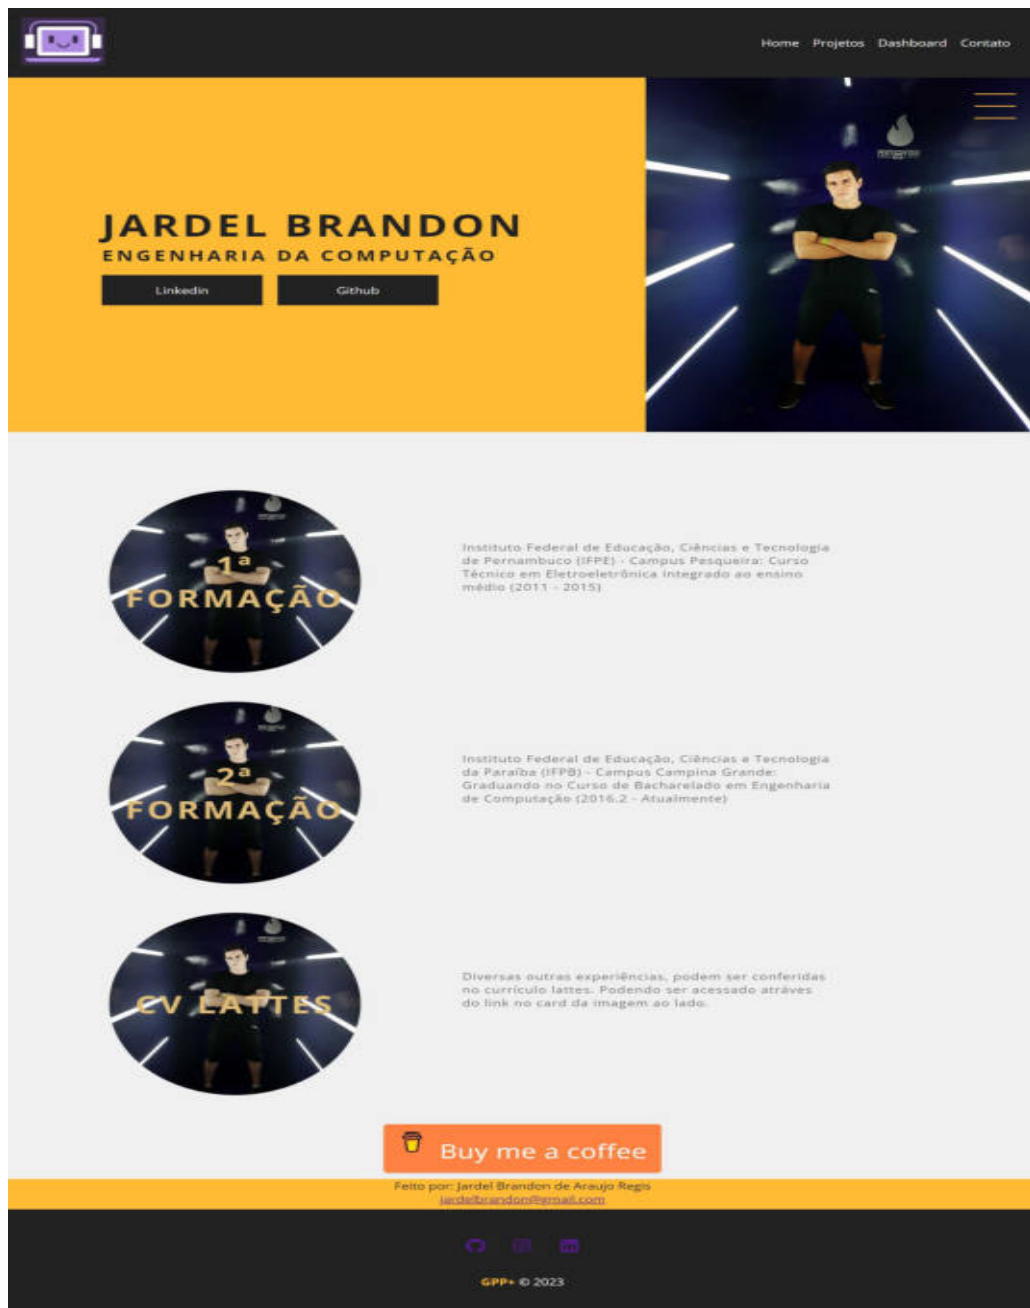 Home Projetos Dashboard Contato
JARDEL BRANDON
ENGENHARIA DA COMPUTAÇÃO
Linkedin Github
1ª
FORMAÇÃO
Instituto Federal de Educação, Ciências e Tecnologia
de Pernambuco (IFPE) - Campus Pesqueira: Curso
Técnico em Eletroeletrônica Integrado ao ensino
médio (2011 - 2015)
2ª
FORMAÇÃO
Instituto Federal de Educação, Ciências e Tecnologia
da Paraíba (IFPB) - Campus Campina Grande:
Graduando no Curso de Bacharelado em Engenharia
de Computação (2016.2 - Atualmente)
CV LATTES
Diversas outras experiências, podem ser conferidas
no currículo lattes. Podendo ser acessado atráves
do link no card da imagem ao lado.
Buy me a coffee
Feito por: Jardel Brandon de Araujo Regis
jardelbrandon@gmail.com
GPP+ © 2023